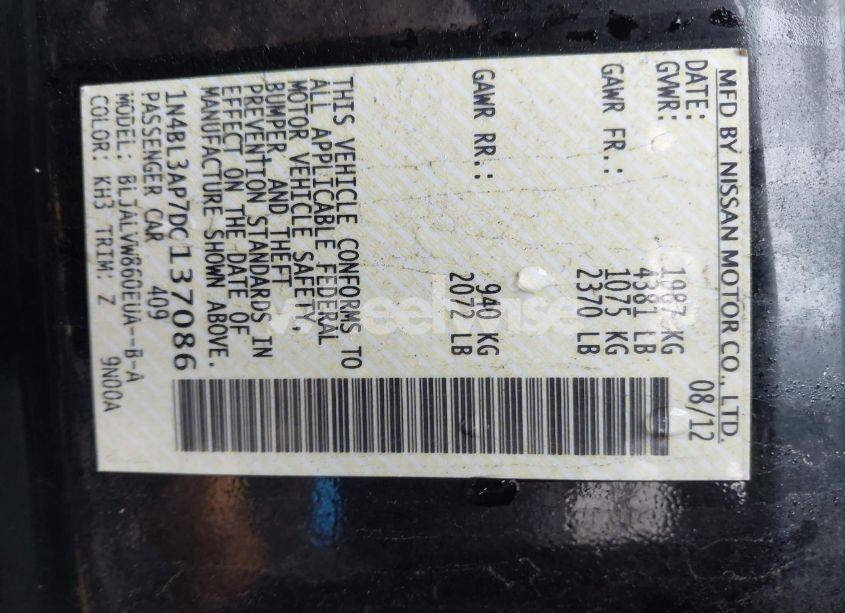 MFD BY NISSAN MOTOR CO., LTD.
DATE: 08/12
GVWR: 1987 KG
4381 LB
GAWR FR.: 1075 KG
2370 LB
GAWR RR.: 940 KG
2072 LB
THIS VEHICLE CONFORMS TO
ALL APPLICABLE FEDERAL
MOTOR VEHICLE SAFETY,
BUMPER, AND THEFT
PREVENTION STANDARDS IN
EFFECT ON THE DATE OF
MANUFACTURE SHOWN ABOVE.
1N4BL3AP7DC137086
PASSENGER CAR 409
MODEL: BLJALVW860EUA--B-A
COLOR: KH3 TRIM: Z 9N00A